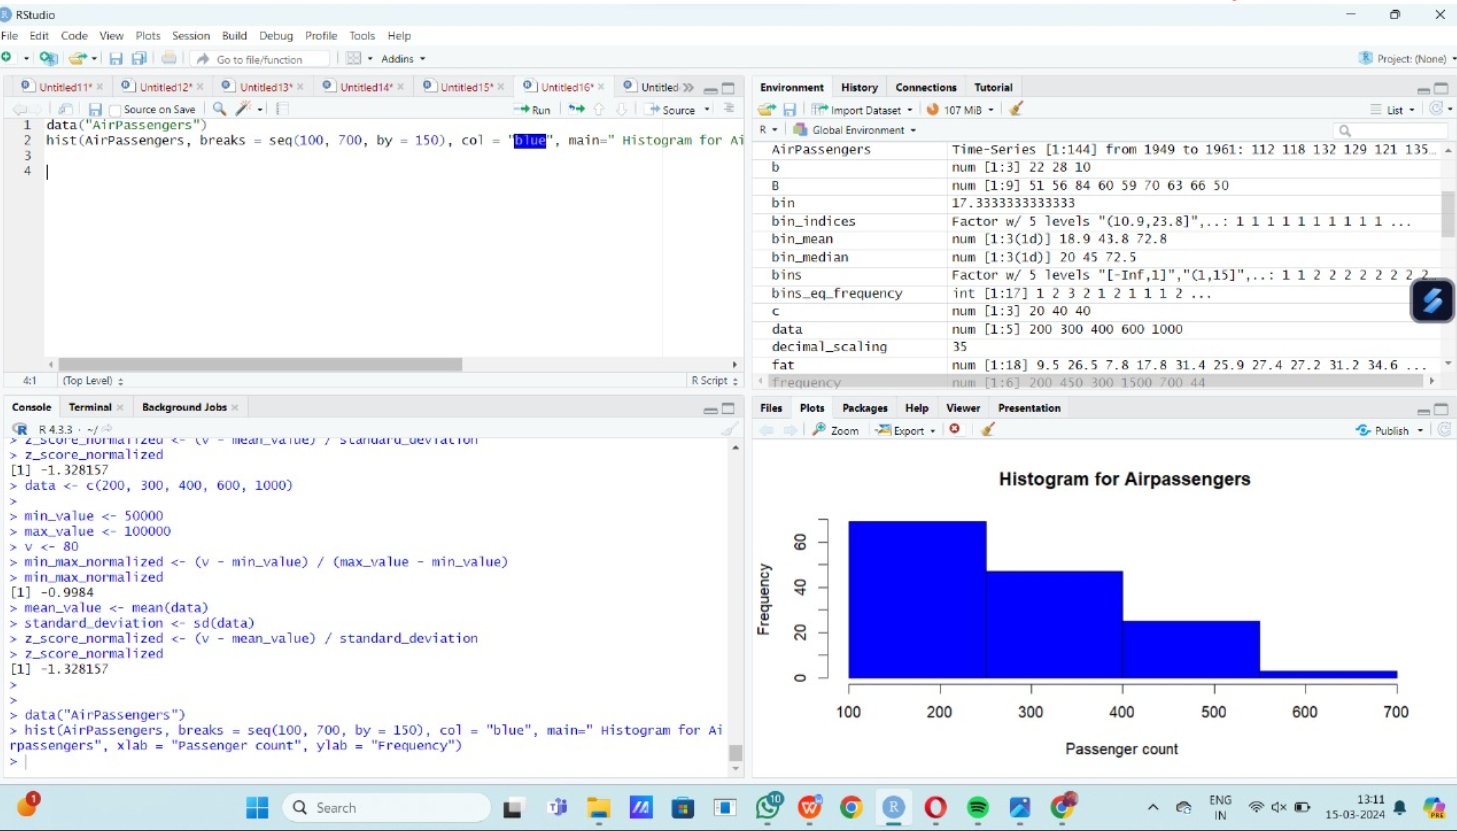 RStudio
File Edit Code View Plots Session Build Debug Profile Tools Help
Go to file/function Addins Project: (None)
Untitled11* Untitled12* Untitled13* Untitled14* Untitled15* Untitled16* Untitled
Source on Save Run Source
1 data("AirPassengers")
2 hist(AirPassengers, breaks = seq(100, 700, by = 150), col = "blue", main=" Histogram for Ai
3
4
4:1 (Top Level) R Script
Environment History Connections Tutorial
Import Dataset 107 MiB List
R Global Environment
AirPassengers Time-Series [1:144] from 1949 to 1961: 112 118 132 129 121 135…
b num [1:3] 22 28 10
B num [1:9] 51 56 84 60 59 70 63 66 50
bin 17.3333333333333
bin_indices Factor w/ 5 levels "(10.9,23.8]",..: 1 1 1 1 1 1 1 1 1 1 ...
bin_mean num [1:3(1d)] 18.9 43.8 72.8
bin_median num [1:3(1d)] 20 45 72.5
bins Factor w/ 5 levels "[-Inf,1]","(1,15]",..: 1 1 2 2 2 2 2 2 2 2…
bins_eq_frequency int [1:17] 1 2 3 2 1 2 1 1 1 2 ...
c num [1:3] 20 40 40
data num [1:5] 200 300 400 600 1000
decimal_scaling 35
fat num [1:18] 9.5 26.5 7.8 17.8 31.4 25.9 27.4 27.2 31.2 34.6 ...
frequency num [1:6] 200 450 300 1500 700 44
Console Terminal Background Jobs
R 4.3.3 · ~/
> z_score_normalized <- (v - mean_value) / standard_deviation
> z_score_normalized
[1] -1.328157
> data <- c(200, 300, 400, 600, 1000)
>
> min_value <- 50000
> max_value <- 100000
> v <- 80
> min_max_normalized <- (v - min_value) / (max_value - min_value)
> min_max_normalized
[1] -0.9984
> mean_value <- mean(data)
> standard_deviation <- sd(data)
> z_score_normalized <- (v - mean_value) / standard_deviation
> z_score_normalized
[1] -1.328157
>
>
> data("AirPassengers")
> hist(AirPassengers, breaks = seq(100, 700, by = 150), col = "blue", main=" Histogram for Ai
rpassengers", xlab = "Passenger count", ylab = "Frequency")
>
Files Plots Packages Help Viewer Presentation
Zoom Export Publish
Histogram for Airpassengers
Frequency
60
40
20
0
100 200 300 400 500 600 700
Passenger count
1 Search 10 ENG IN 13:11 15-03-2024 PRE